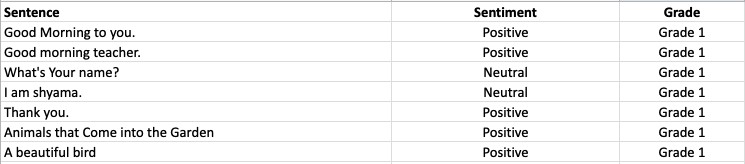 Sentence Sentiment Grade
Good Morning to you. Positive Grade 1
Good morning teacher. Positive Grade 1
What's Your name? Neutral Grade 1
I am shyama. Neutral Grade 1
Thank you. Positive Grade 1
Animals that Come into the Garden Positive Grade 1
A beautiful bird Positive Grade 1